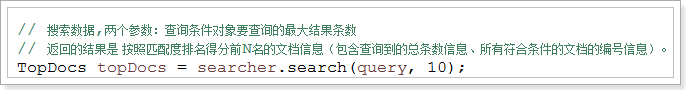 // 搜索数据,两个参数：查询条件对象要查询的最大结果条数
// 返回的结果是 按照匹配度排名得分前N名的文档信息（包含查询到的总条数信息、所有符合条件的文档的编号信息）。
TopDocs topDocs = searcher.search(query, 10);